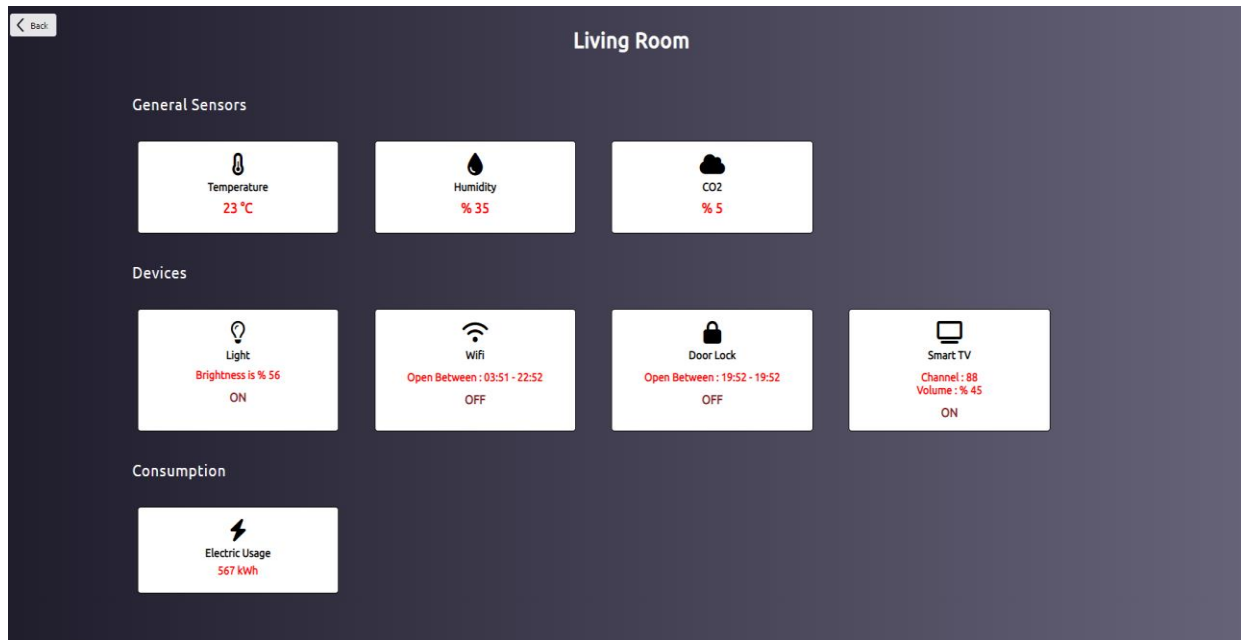 Back
Living Room
General Sensors
Temperature
23 °C
Humidity
% 35
CO2
% 5
Devices
Light
Brightness is % 56
ON
Wifi
Open Between : 03:51 - 22:52
OFF
Door Lock
Open Between : 19:52 - 19:52
OFF
Smart TV
Channel : 88
Volume : % 45
ON
Consumption
Electric Usage
567 kWh